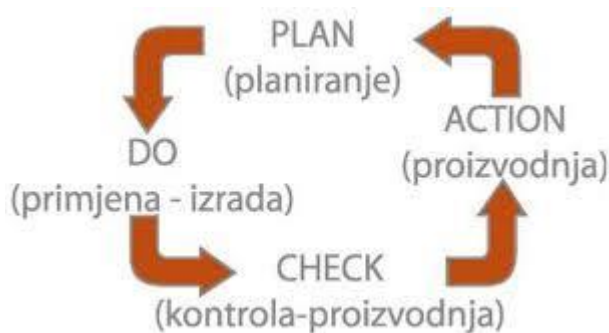 PLAN
(planiranje)
DO
(primjena - izrada)
CHECK
(kontrola-proizvodnja)
ACTION
(proizvodnja)